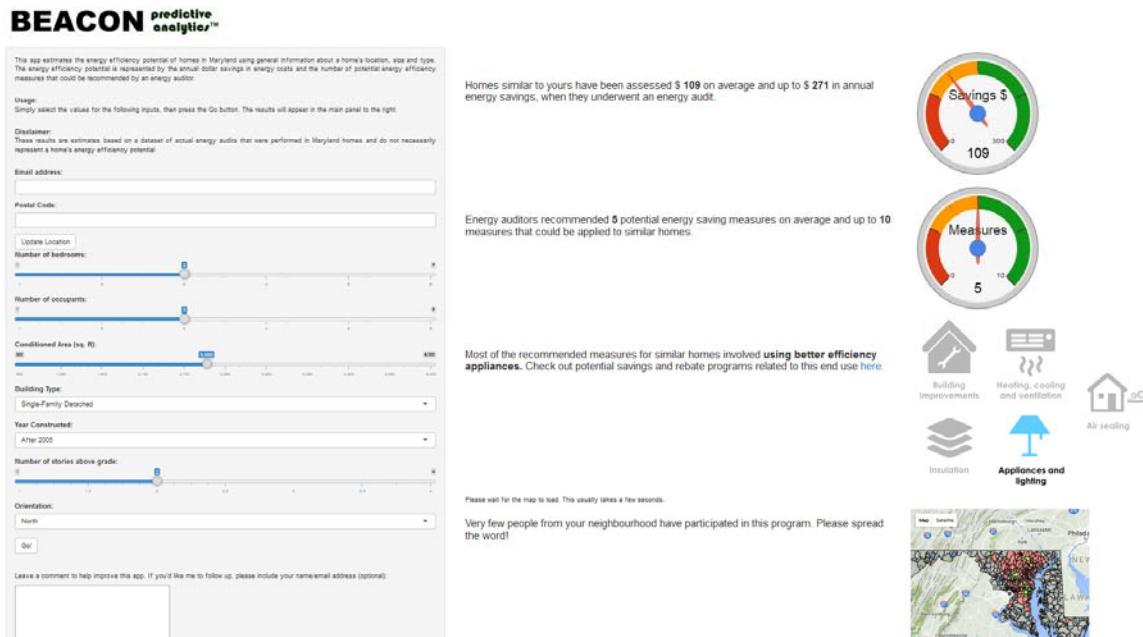 BEACON predictive
analytics™
This app estimates the energy efficiency potential of homes in Maryland using general information about a home's location, size and type.
The energy efficiency potential is represented by the annual dollar savings in energy costs and the number of potential energy efficiency
measures that could be recommended by an energy auditor.
Usage:
Simply select the values for the following inputs, then press the Go button. The results will appear in the main panel to the right.
Disclaimer:
These results are estimates based on a dataset of actual energy audits that were performed in Maryland homes and do not necessarily
represent a home's energy efficiency potential
Email address:
Postal Code:
Update Location
Number of bedrooms:
Number of occupants:
Conditioned Area (sq. ft):
Building Type:
Single-Family Detached
Year Constructed:
After 2005
Number of stories above grade:
Orientation:
North
Go!
Leave a comment to help improve this app. If you'd like me to follow up, please include your name/email address (optional):
Homes similar to yours have been assessed $ 109 on average and up to $ 271 in annual
energy savings, when they underwent an energy audit.
Savings $
0 300
109
Energy auditors recommended 5 potential energy saving measures on average and up to 10
measures that could be applied to similar homes.
Measures
0 10
5
Most of the recommended measures for similar homes involved using better efficiency
appliances. Check out potential savings and rebate programs related to this end use here.
Building
improvements
Heating, cooling
and ventilation
Air sealing
Insulation
Appliances and
lighting
Please wait for the map to load. This usually takes a few seconds.
Very few people from your neighbourhood have participated in this program. Please spread
the word!
Map Satellite